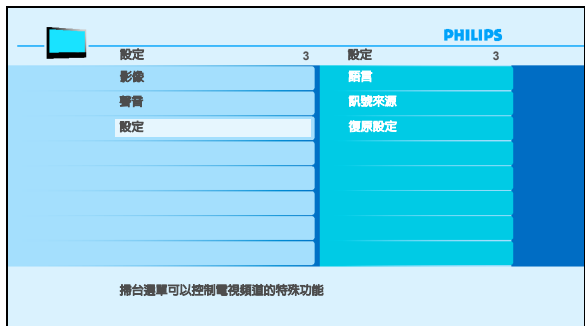 PHILIPS
設定 3 設定 3
影像 語言
聲音 訊號來源
設定 復原設定
掃台選單可以控制電視頻道的特殊功能